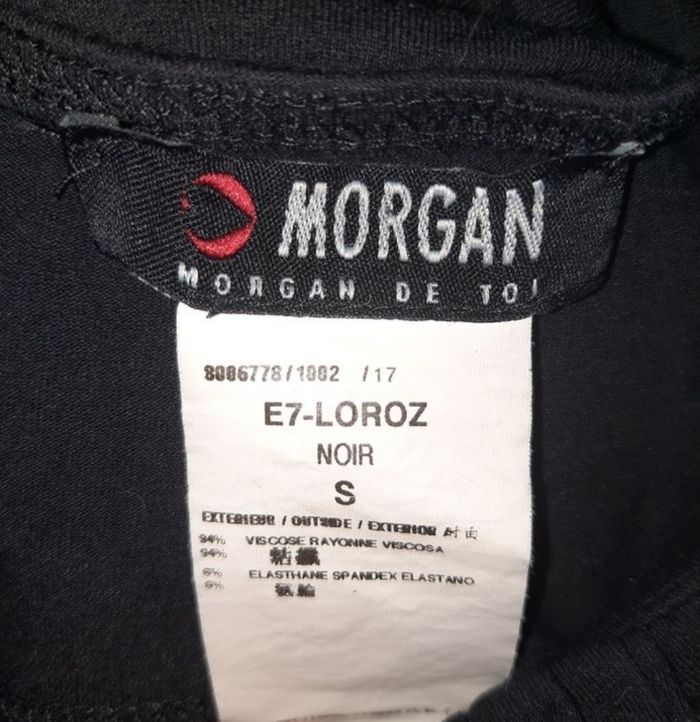 MORGAN
MORGAN DE TOI
8086778/1002 /17
E7-LOROZ
NOIR
S
EXTERIEUR / OUTSIDE / EXTERIOR
94% VISCOSE RAYONNE VISCOSA
94%
6% ELASTHANE SPANDEX ELASTANO
6%